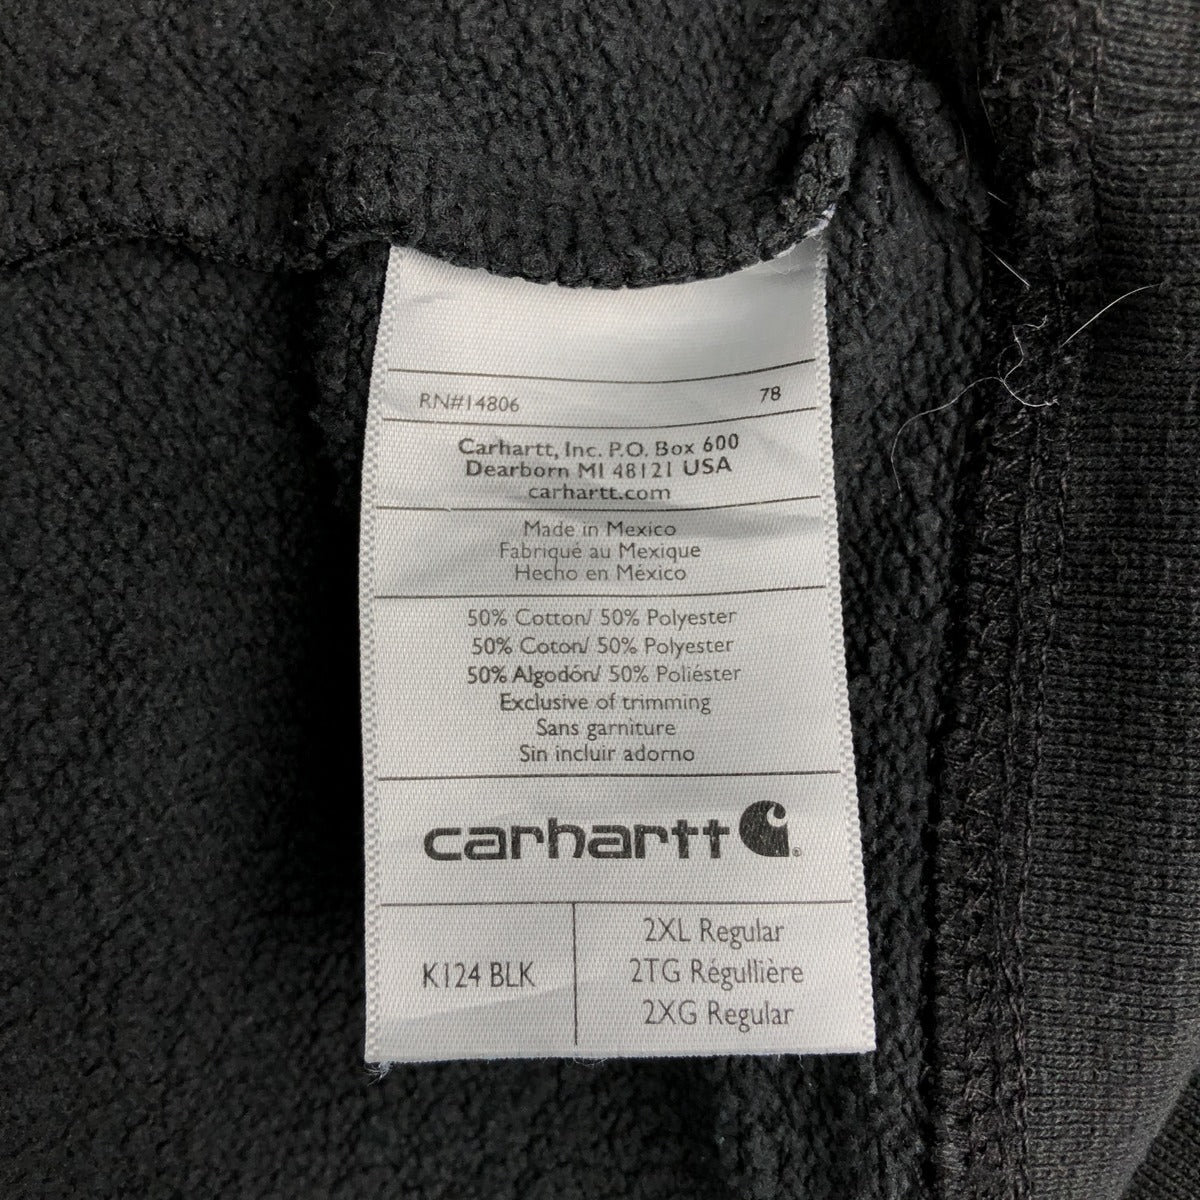 RN#14806 78
Carhartt, Inc. P.O. Box 600
Dearborn MI 48121 USA
carhartt.com
Made in Mexico
Fabriqué au Mexique
Hecho en México
50% Cotton/ 50% Polyester
50% Coton/ 50% Polyester
50% Algodón/ 50% Poliéster
Exclusive of trimming
Sans garniture
Sin incluir adorno
carhartt®
K124 BLK
2XL Regular
2TG Régullière
2XG Regular